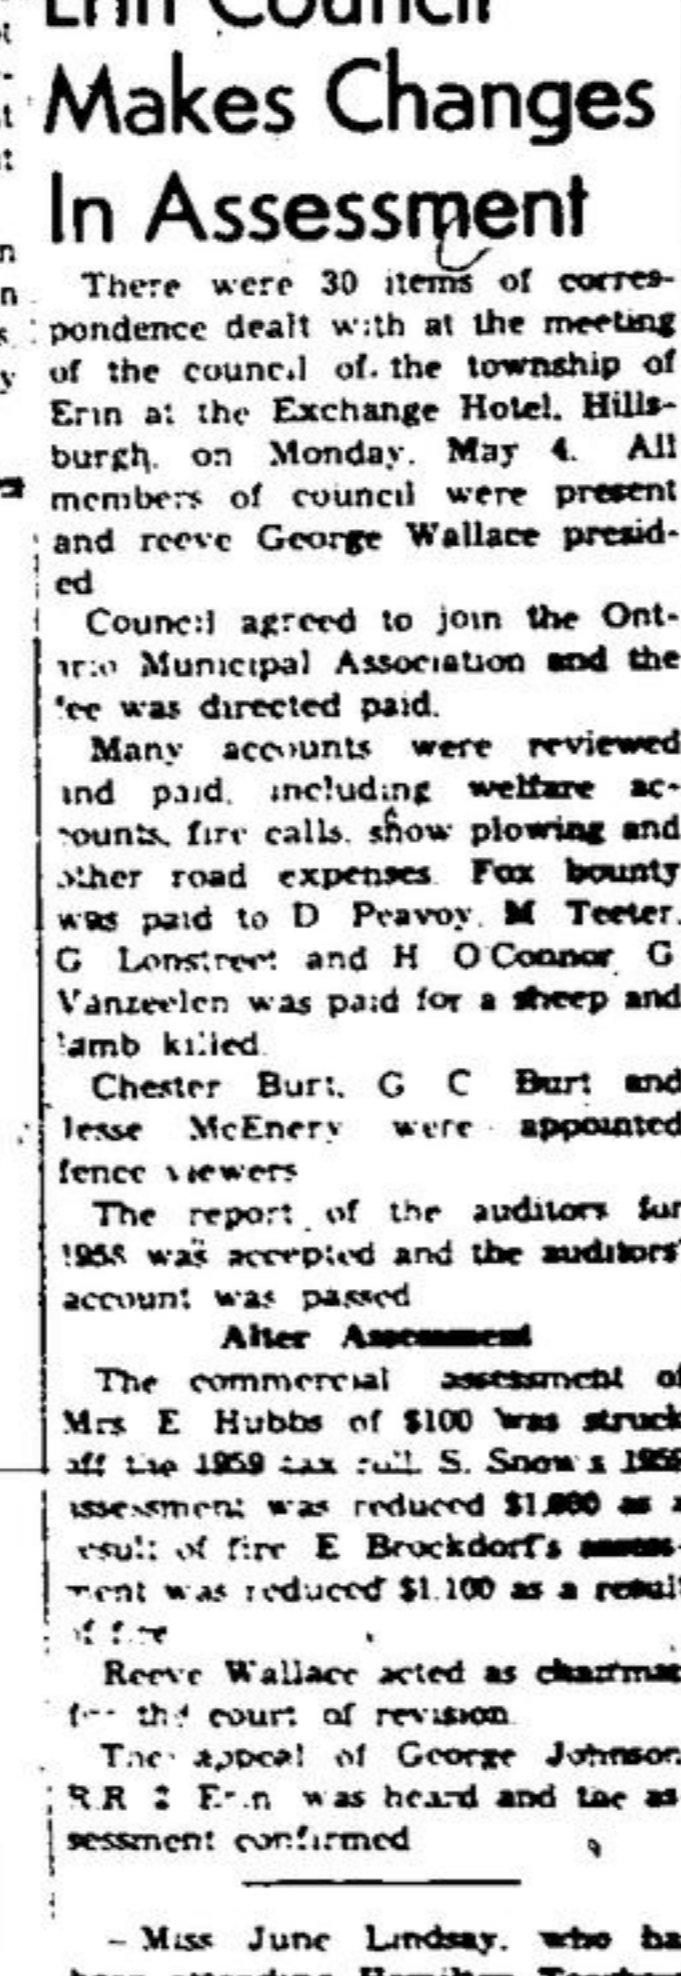 Erin Council
Makes Changes
In Assessment
There were 30 items of corres-
pondence dealt with at the meeting
of the council of the township of
Erin at the Exchange Hotel, Hills-
burgh, on Monday, May 4. All
members of council were present
and reeve George Wallace presid-
ed
Council agreed to join the Ont-
ario Municipal Association and the
fee was directed paid.
Many accounts were reviewed
and paid, including welfare ac-
counts, fire calls, snow plowing and
other road expenses. Fox bounty
was paid to D Peavoy, M Teeter,
G Lonstreet and H O'Connor. G
Vanzeelen was paid for a sheep and
lamb killed.
Chester Burt, G C Burt and
Jesse McEnery were appointed
fence viewers
The report of the auditors for
1958 was accepted and the auditors'
account was passed
Alter Assessment
The commercial assessment of
Mrs E Hubbs of $100 was struck
off the 1959 tax roll. S. Snow's
assessment was reduced as a
result of fire E Brockdorf's assess-
ment was reduced $1,100 as a result
of fire
Reeve Wallace acted as chairman
for the court of revision.
The appeal of George Johnson
R.R. 2 Erin was heard and the as
sessment confirmed
- Miss June Lindsay, who ha
been attending Hamilton Teachers